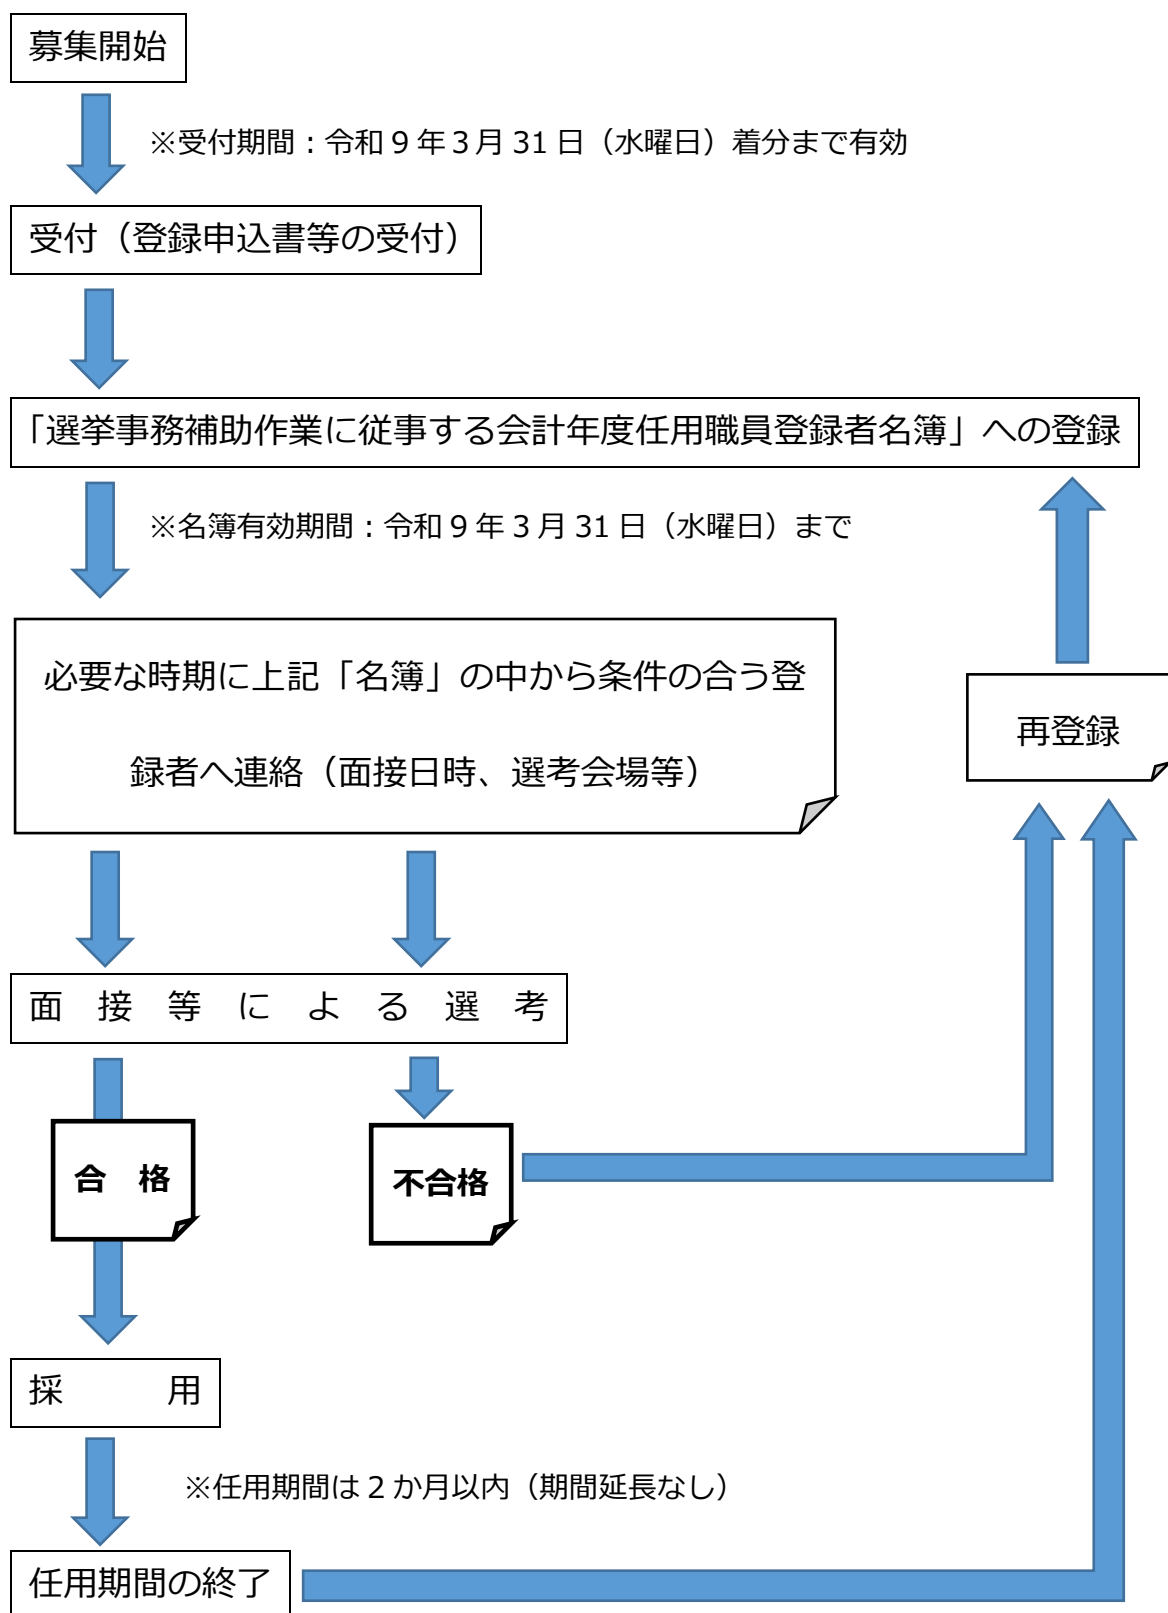 募集開始
※受付期間：令和９年３月 31 日（水曜日）着分まで有効
受付（登録申込書等の受付）
「選挙事務補助作業に従事する会計年度任用職員登録者名簿」への登録
※名簿有効期間：令和９年３月 31 日（水曜日）まで
必要な時期に上記「名簿」の中から条件の合う登
録者へ連絡（面接日時、選考会場等）
再登録
面　接　等　に　よ　る　選　考
合　格
不合格
採　　　用
※任用期間は２か月以内（期間延長なし）
任用期間の終了